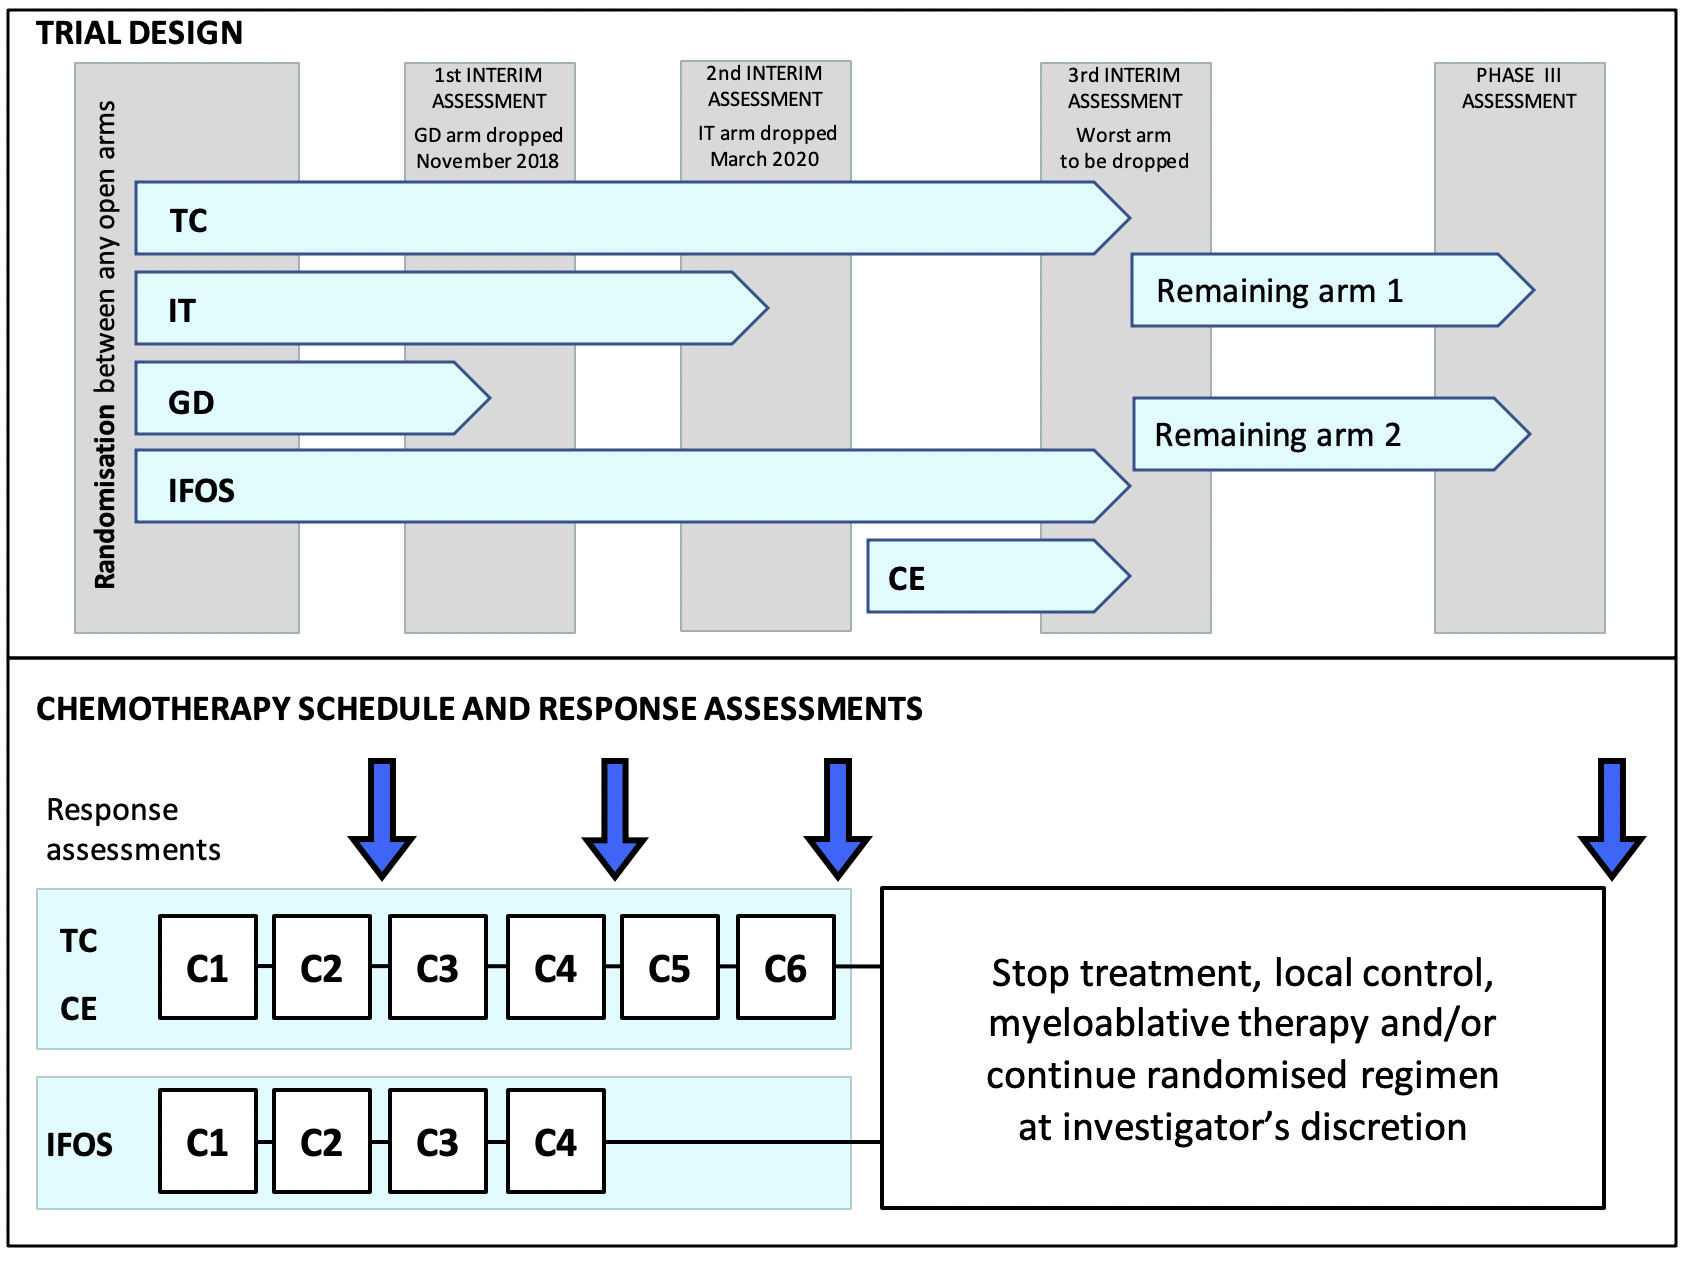 TRIAL DESIGN
Randomisation between any open arms
1st INTERIM
ASSESSMENT
GD arm dropped
November 2018
2nd INTERIM
ASSESSMENT
IT arm dropped
March 2020
3rd INTERIM
ASSESSMENT
Worst arm
to be dropped
PHASE III
ASSESSMENT
TC
IT
GD
IFOS
CE
Remaining arm 1
Remaining arm 2
CHEMOTHERAPY SCHEDULE AND RESPONSE ASSESSMENTS
Response
assessments
TC
CE
C1 C2 C3 C4 C5 C6
IFOS C1 C2 C3 C4
Stop treatment, local control,
myeloablative therapy and/or
continue randomised regimen
at investigator’s discretion